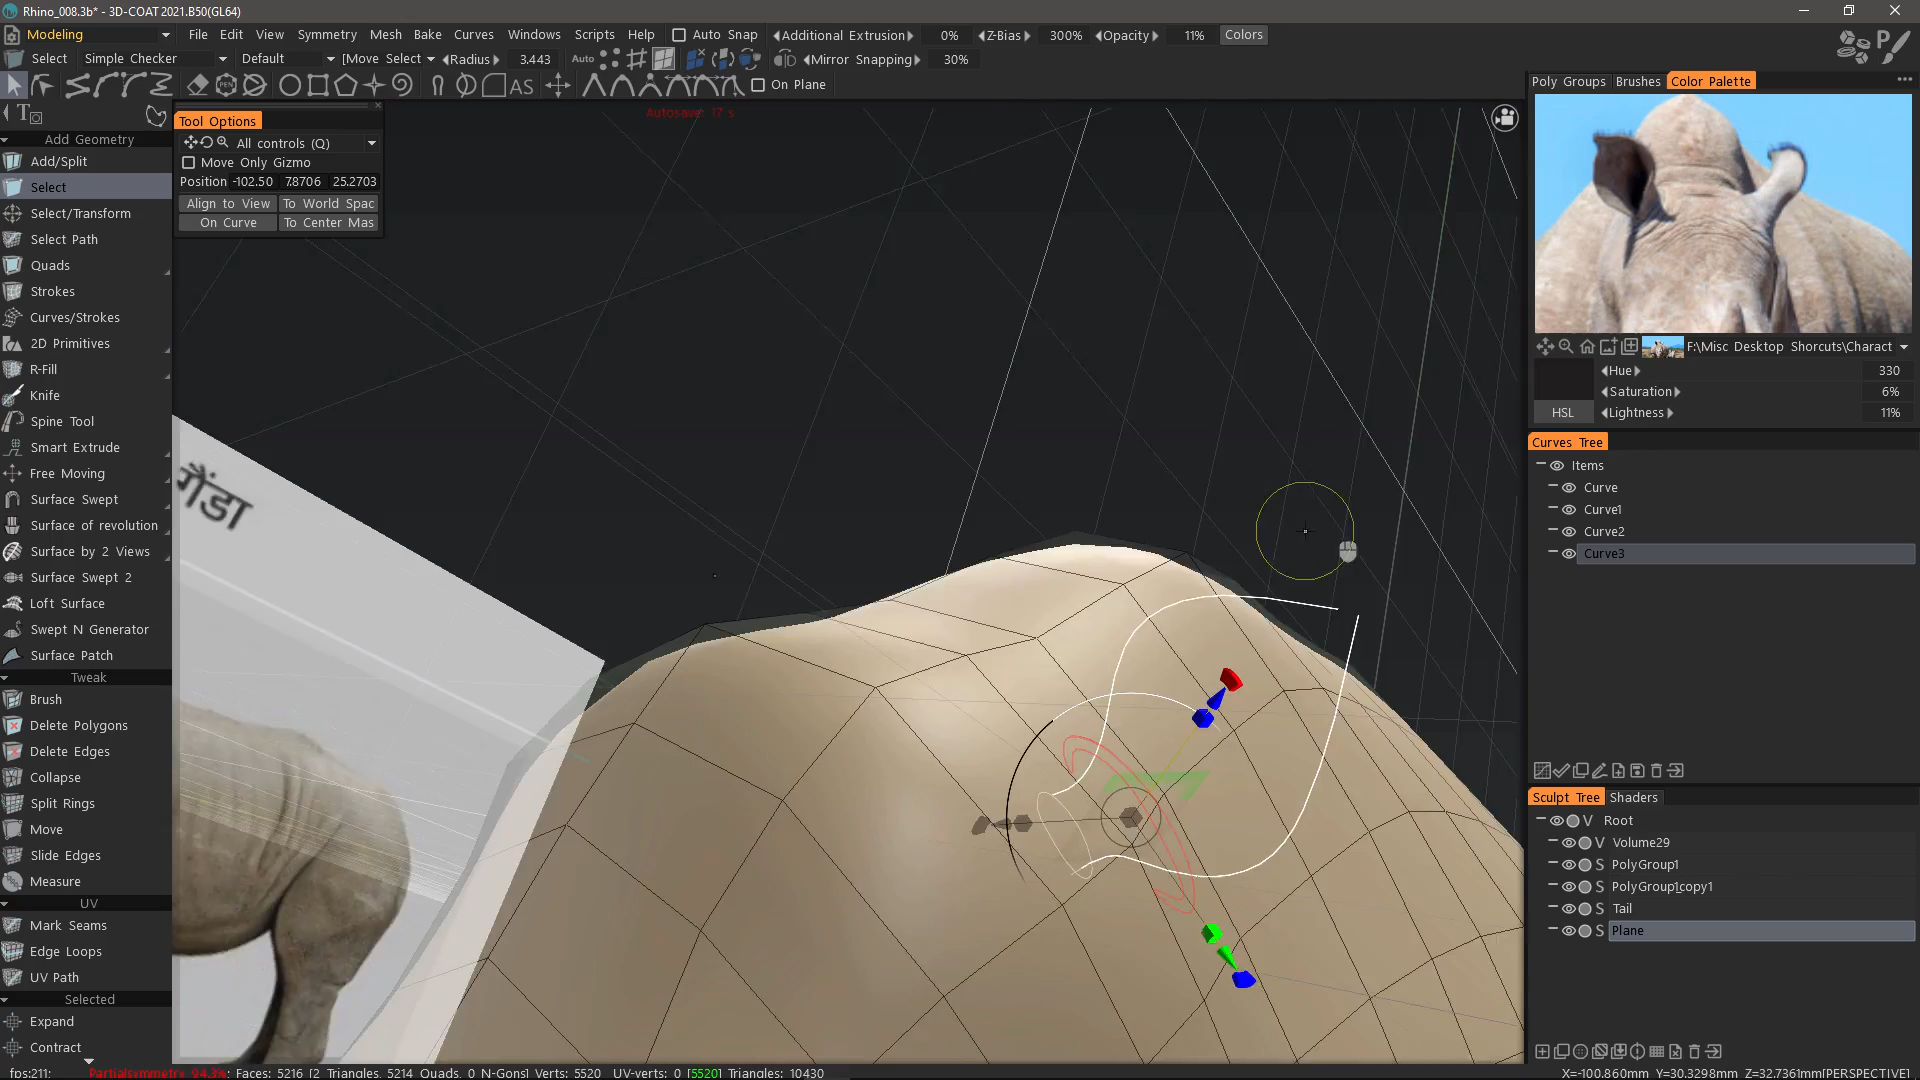 Rhino_008.3b* - 3D-COAT2021.B50(GL64)
Modeling File Edit View Symmetry Mesh Bake Curves Windows Scripts Help Auto Snap Additional Extrusion 0% Z-Bias 300% Opacity 11% Colors
Select Simple Checker Default [Move Select Radius 3.443 Auto Mirror Snapping 30%
AS On Plane
T
Tool Options
All controls (Q)
Move Only Gizmo
Position -102.50 7.8706 25.2703
Align to View To World Spac
On Curve To Center Mas
Autosave: 17 s
Add Geometry
Add/Split
Select
Select/Transform
Select Path
Quads
Strokes
Curves/Strokes
2D Primitives
R-Fill
Knife
Spine Tool
Smart Extrude
Free Moving
Surface Swept
Surface of revolution
Surface by 2 Views
Surface Swept 2
Loft Surface
Swept N Generator
Surface Patch
Tweak
Brush
Delete Polygons
Delete Edges
Collapse
Split Rings
Move
Slide Edges
Measure
UV
Mark Seams
Edge Loops
UV Path
Selected
Expand
Contract
गेंडा
Poly Groups Brushes Color Palette
F:\Misc Desktop Shorcuts\Charact
Hue 330
Saturation 6%
HSL Lightness 11%
Curves Tree
Items
Curve
Curve1
Curve2
Curve3
Sculpt Tree Shaders
V Root
V Volume29
S PolyGroup1
S PolyGroup1_copy1
S Tail
S Plane
fps:211; Partialsymmetry 94.3%; Faces: 5216 [2 Triangles, 5214 Quads, 0 N-Gons] Verts: 5520 UV-verts: 0 [5520] Triangles: 10430
X=-100.860mm Y=30.3298mm Z=32.7361mm[PERSPECTIVE]